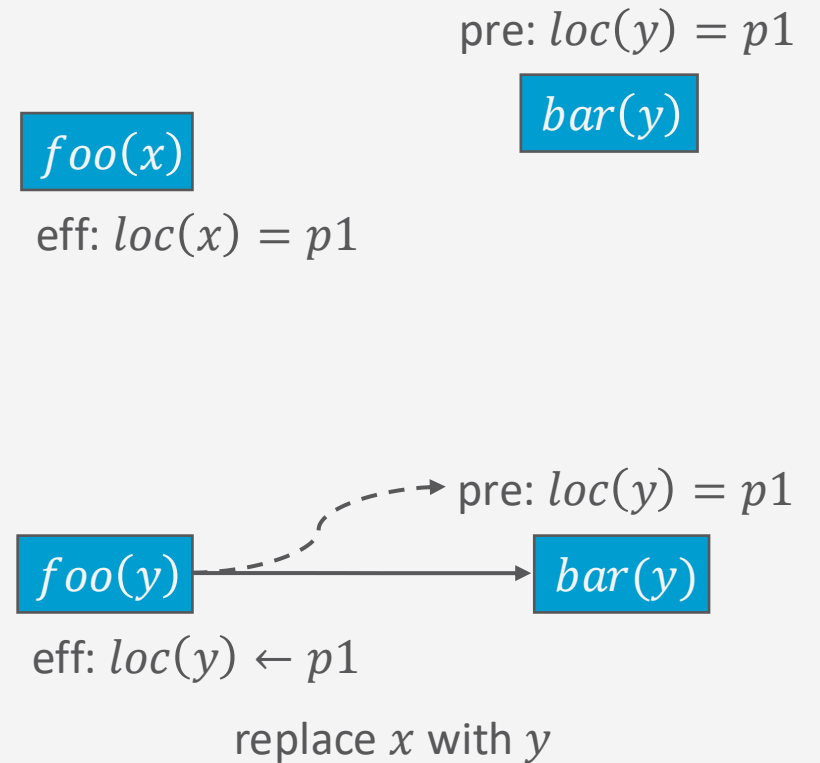 pre: loc(y) = p1
bar(y)
foo(x)
eff: loc(x) = p1
pre: loc(y) = p1
foo(y)
bar(y)
eff: loc(y) ← p1
replace x with y